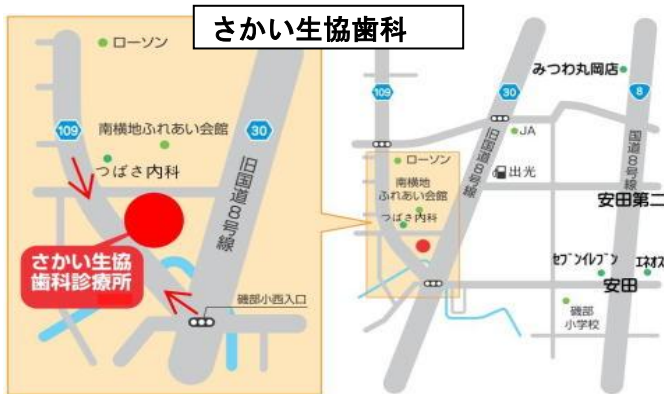 さかい生協歯科
ローソン
109
南横地ふれあい会館
30
つばさ内科
旧国道8号線
さかい生協
歯科診療所
磯部小西入口
みつわ丸岡店
109
30
8
旧国道8号線
国道8号線
JA
ローソン
出光
南横地
ふれあい会館
つばさ内科
安田第二
セブンイレブン
エネオス
安田
磯部
小学校